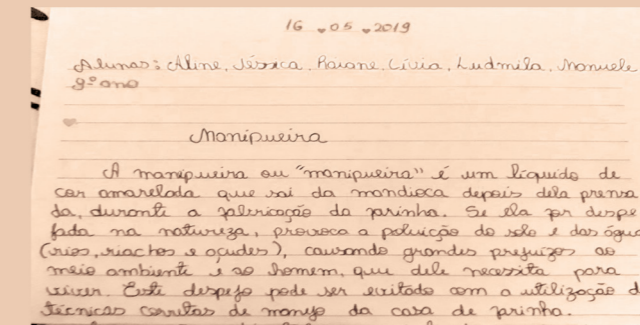 16 05 2019
Alunas: Aline, Jéssica, Raiane, Lívia, Ludmila, Manuele
9º ano
Manipueira
A manipueira ou "manipueira" é um líquido de
cor amarelada que sai da mandioca depois dela prensa
da, durante a fabricação da farinha. Se ela for despe
jada na natureza, provoca a poluição do solo e das água
(rios, riachos e açudes), causando grandes prejuízos ao
meio ambiente e ao homem, que dele necessita para
viver. Este despejo pode ser evitado com a utilização d
técnicas corretas de manejo da casa de farinha.